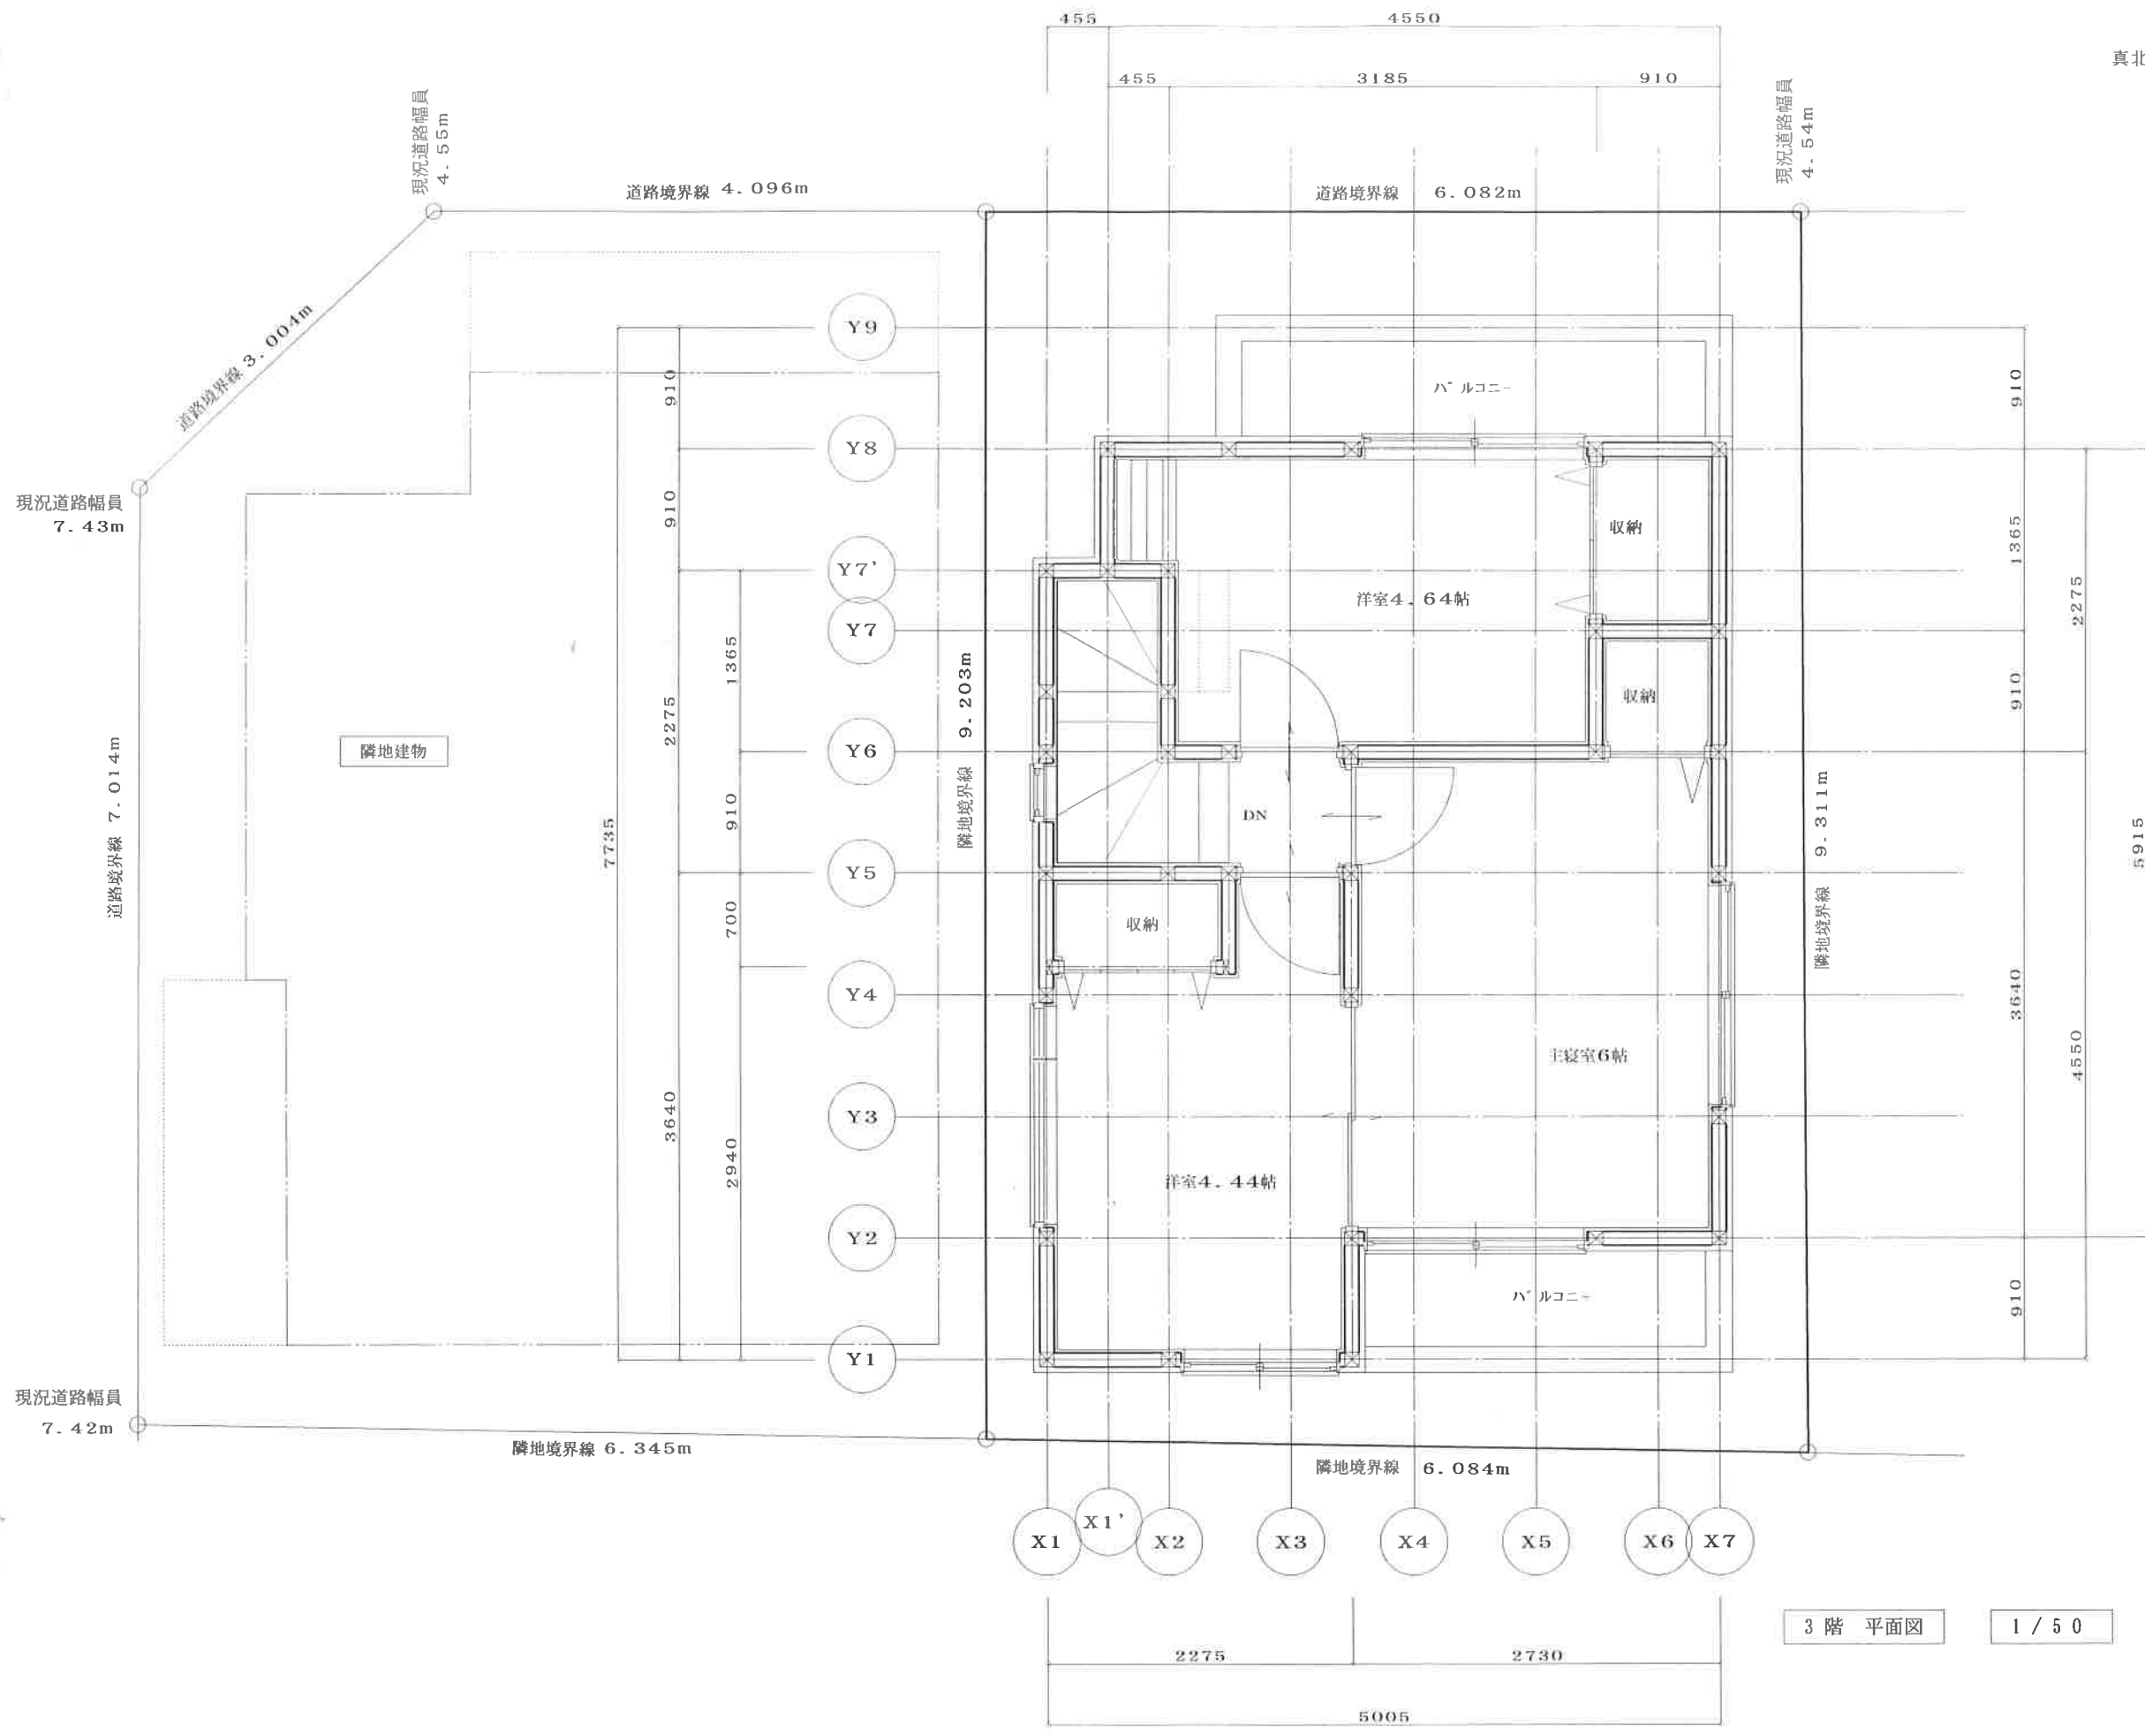 455
4550
真北
455
3185
910
現況道路幅員
4.55m
現況道路幅員
4.54m
道路境界線 4.096m
道路境界線 6.082m
道路境界線 3.004m
Y9
910
910
バルコニー
Y8
910
1365
収納
現況道路幅員
7.43m
Y7'
洋室4.64帖
2275
Y7
1365
2275
隣地境界線 9.203m
収納
910
隣地建物
Y6
道路境界線 7.014m
7735
910
DN
隣地境界線 9.311m
5915
Y5
700
収納
Y4
3640
主寝室6帖
4550
3640
Y3
2940
洋室4.44帖
Y2
バルコニー
910
Y1
現況道路幅員
7.42m
隣地境界線 6.345m
隣地境界線 6.084m
X1
X1'
X2
X3
X4
X5
X6
X7
3階 平面図
1/50
2275
2730
5005